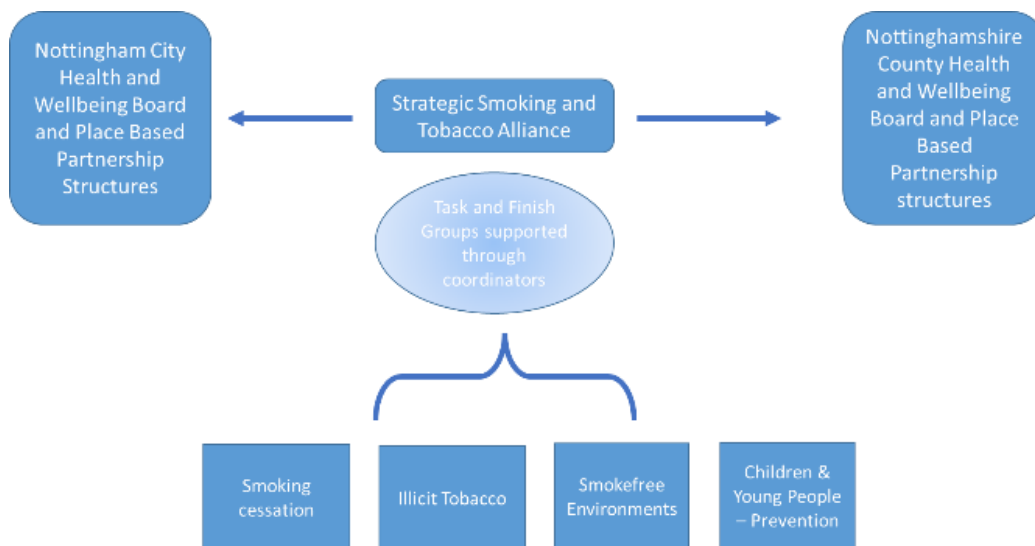 Nottingham City
Health and
Wellbeing Board
and Place Based
Partnership
Structures
Strategic Smoking and
Tobacco Alliance
Nottinghamshire
County Health
and Wellbeing
Board and Place
Based
Partnership
structures
Task and Finish
Groups supported
through
coordinators
Smoking
cessation
Illicit Tobacco
Smokefree
Environments
Children &
Young People
– Prevention